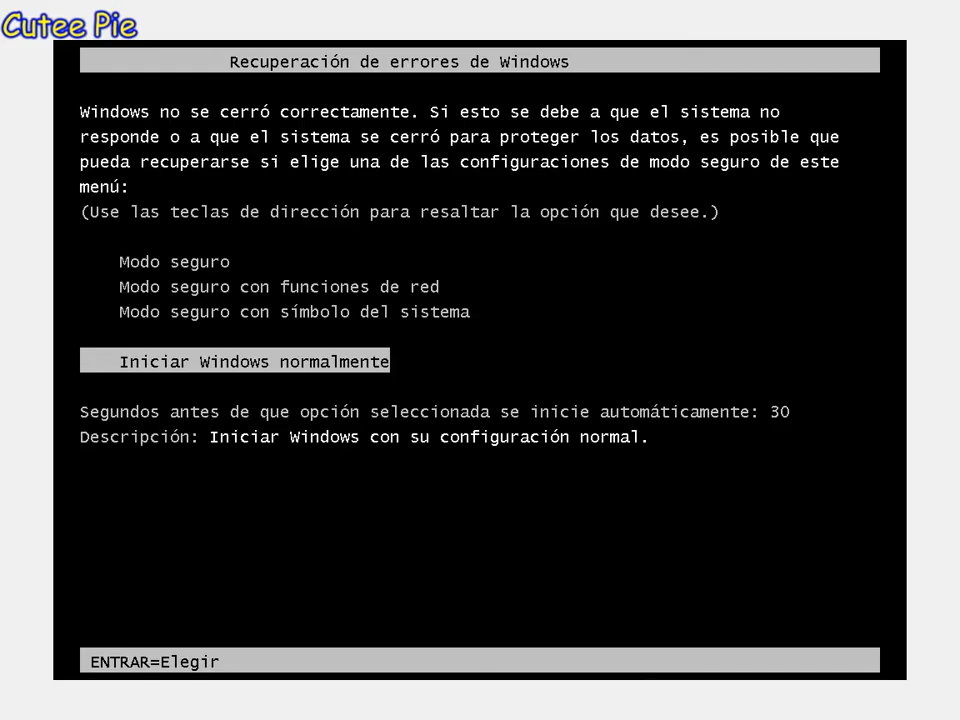 Cutee Pie
Recuperación de errores de Windows
Windows no se cerró correctamente. Si esto se debe a que el sistema no
responde o a que el sistema se cerró para proteger los datos, es posible que
pueda recuperarse si elige una de las configuraciones de modo seguro de este
menú:
(Use las teclas de dirección para resaltar la opción que desee.)
Modo seguro
Modo seguro con funciones de red
Modo seguro con símbolo del sistema
Iniciar Windows normalmente
Segundos antes de que opción seleccionada se inicie automáticamente: 30
Descripción: Iniciar Windows con su configuración normal.
ENTRAR=Elegir